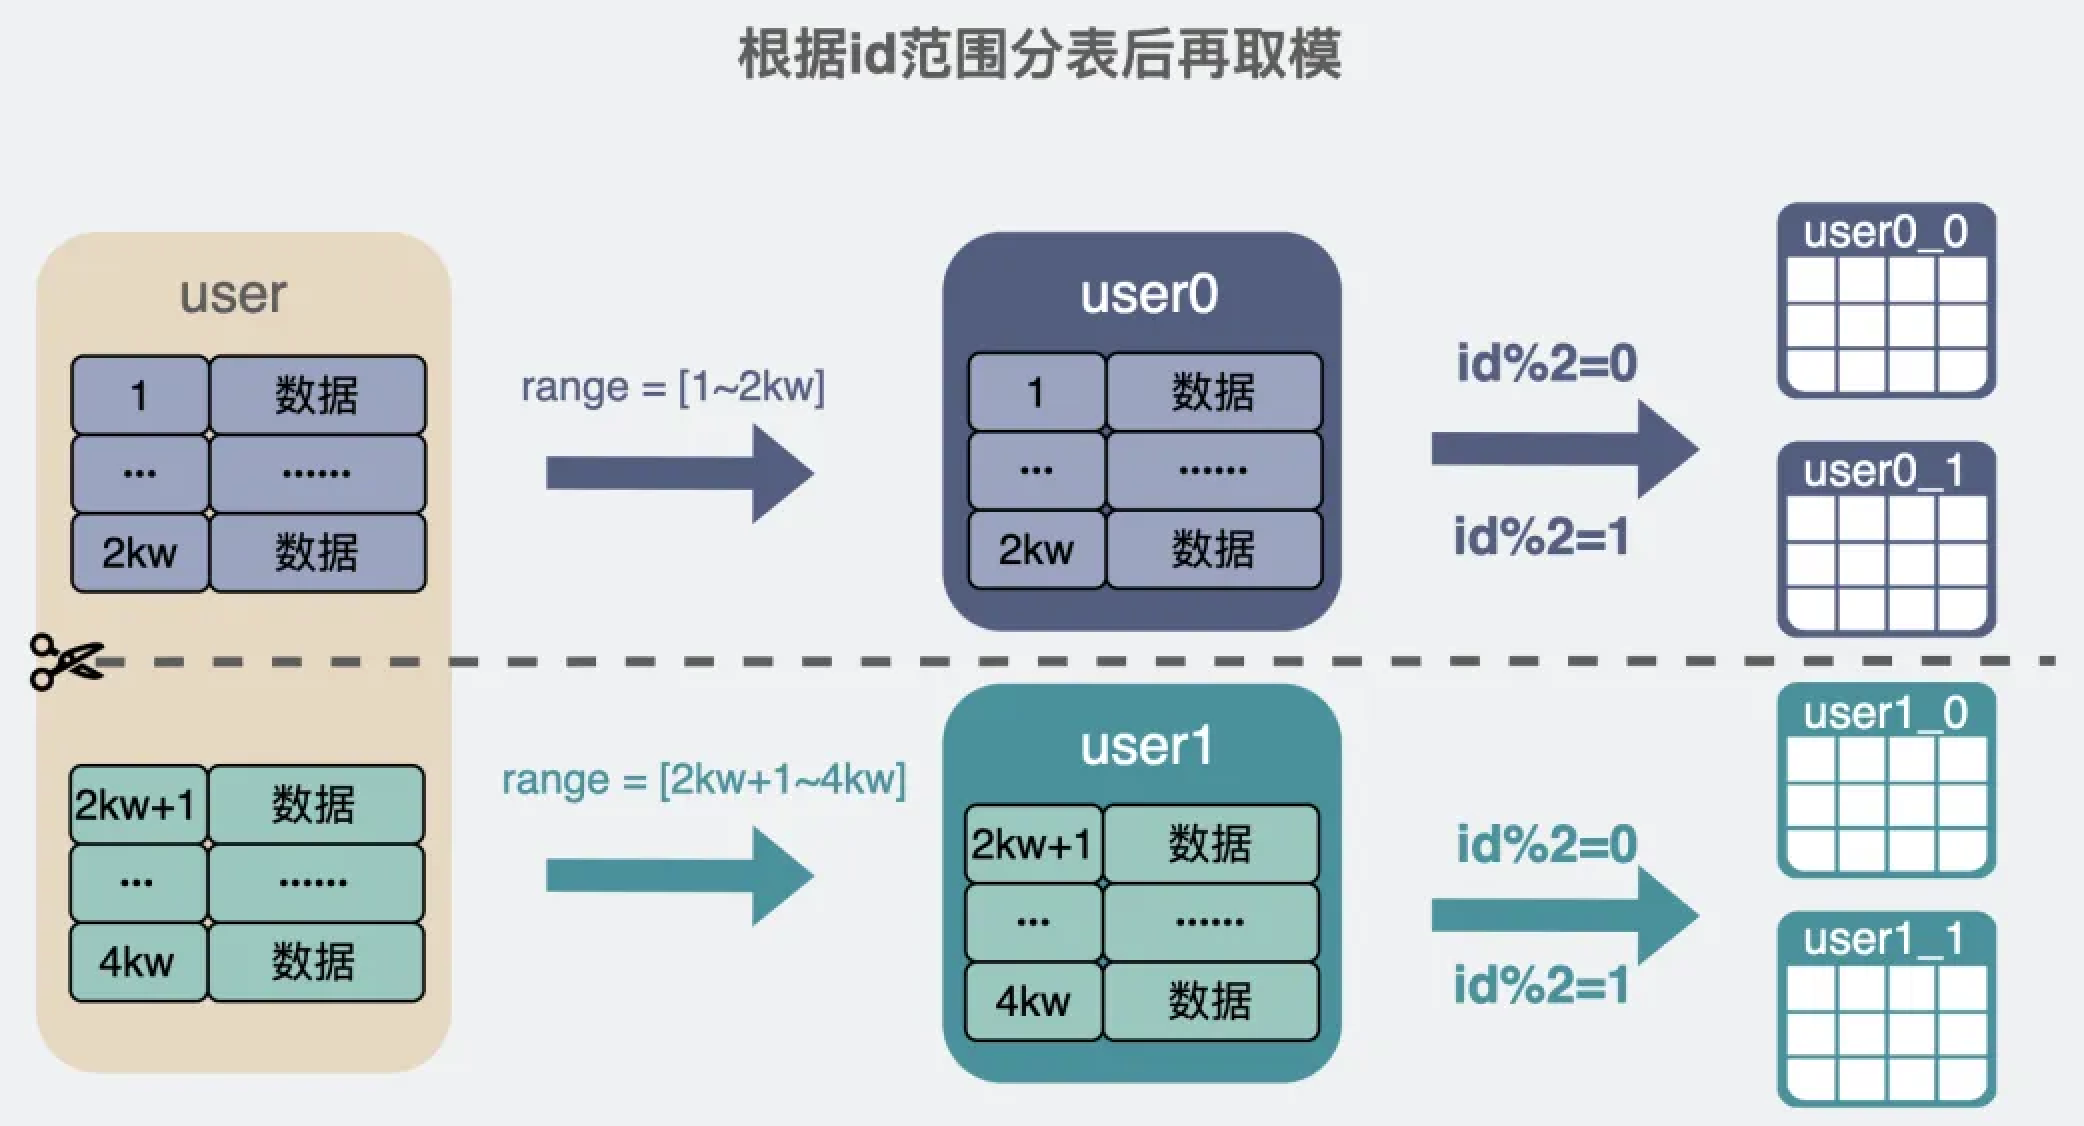 根据id范围分表后再取模
user
1 数据
··· ······
2kw 数据
2kw+1 数据
··· ······
4kw 数据
range = [1~2kw]
range = [2kw+1~4kw]
user0
1 数据
··· ······
2kw 数据
user1
2kw+1 数据
··· ······
4kw 数据
id%2=0
id%2=1
id%2=0
id%2=1
user0_0
user0_1
user1_0
user1_1